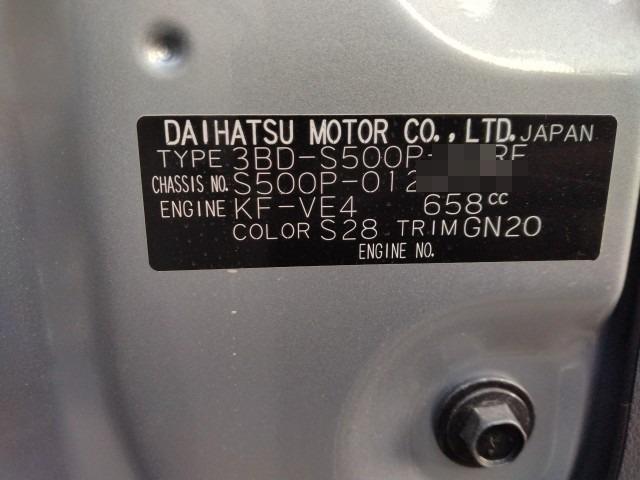 DAIHATSU MOTOR CO.,LTD. JAPAN
TYPE 3BD-S500P-
CHASSIS NO. S500P-012
ENGINE KF-VE4 658cc
COLOR S28 TRIM GN20
ENGINE NO.